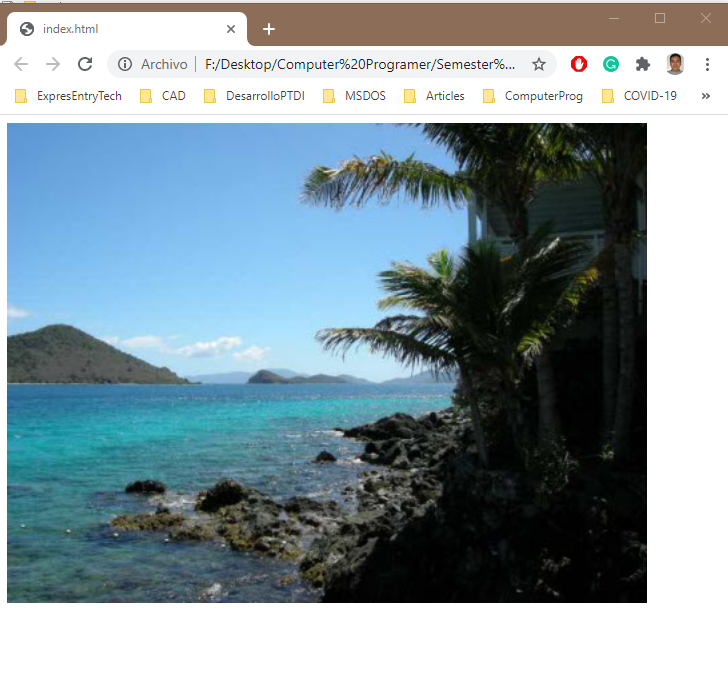 index.html
Archivo F:/Desktop/Computer%20Programer/Semester%...
ExpresEntryTech CAD DesarrolloPTDI MSDOS Articles ComputerProg COVID-19 »